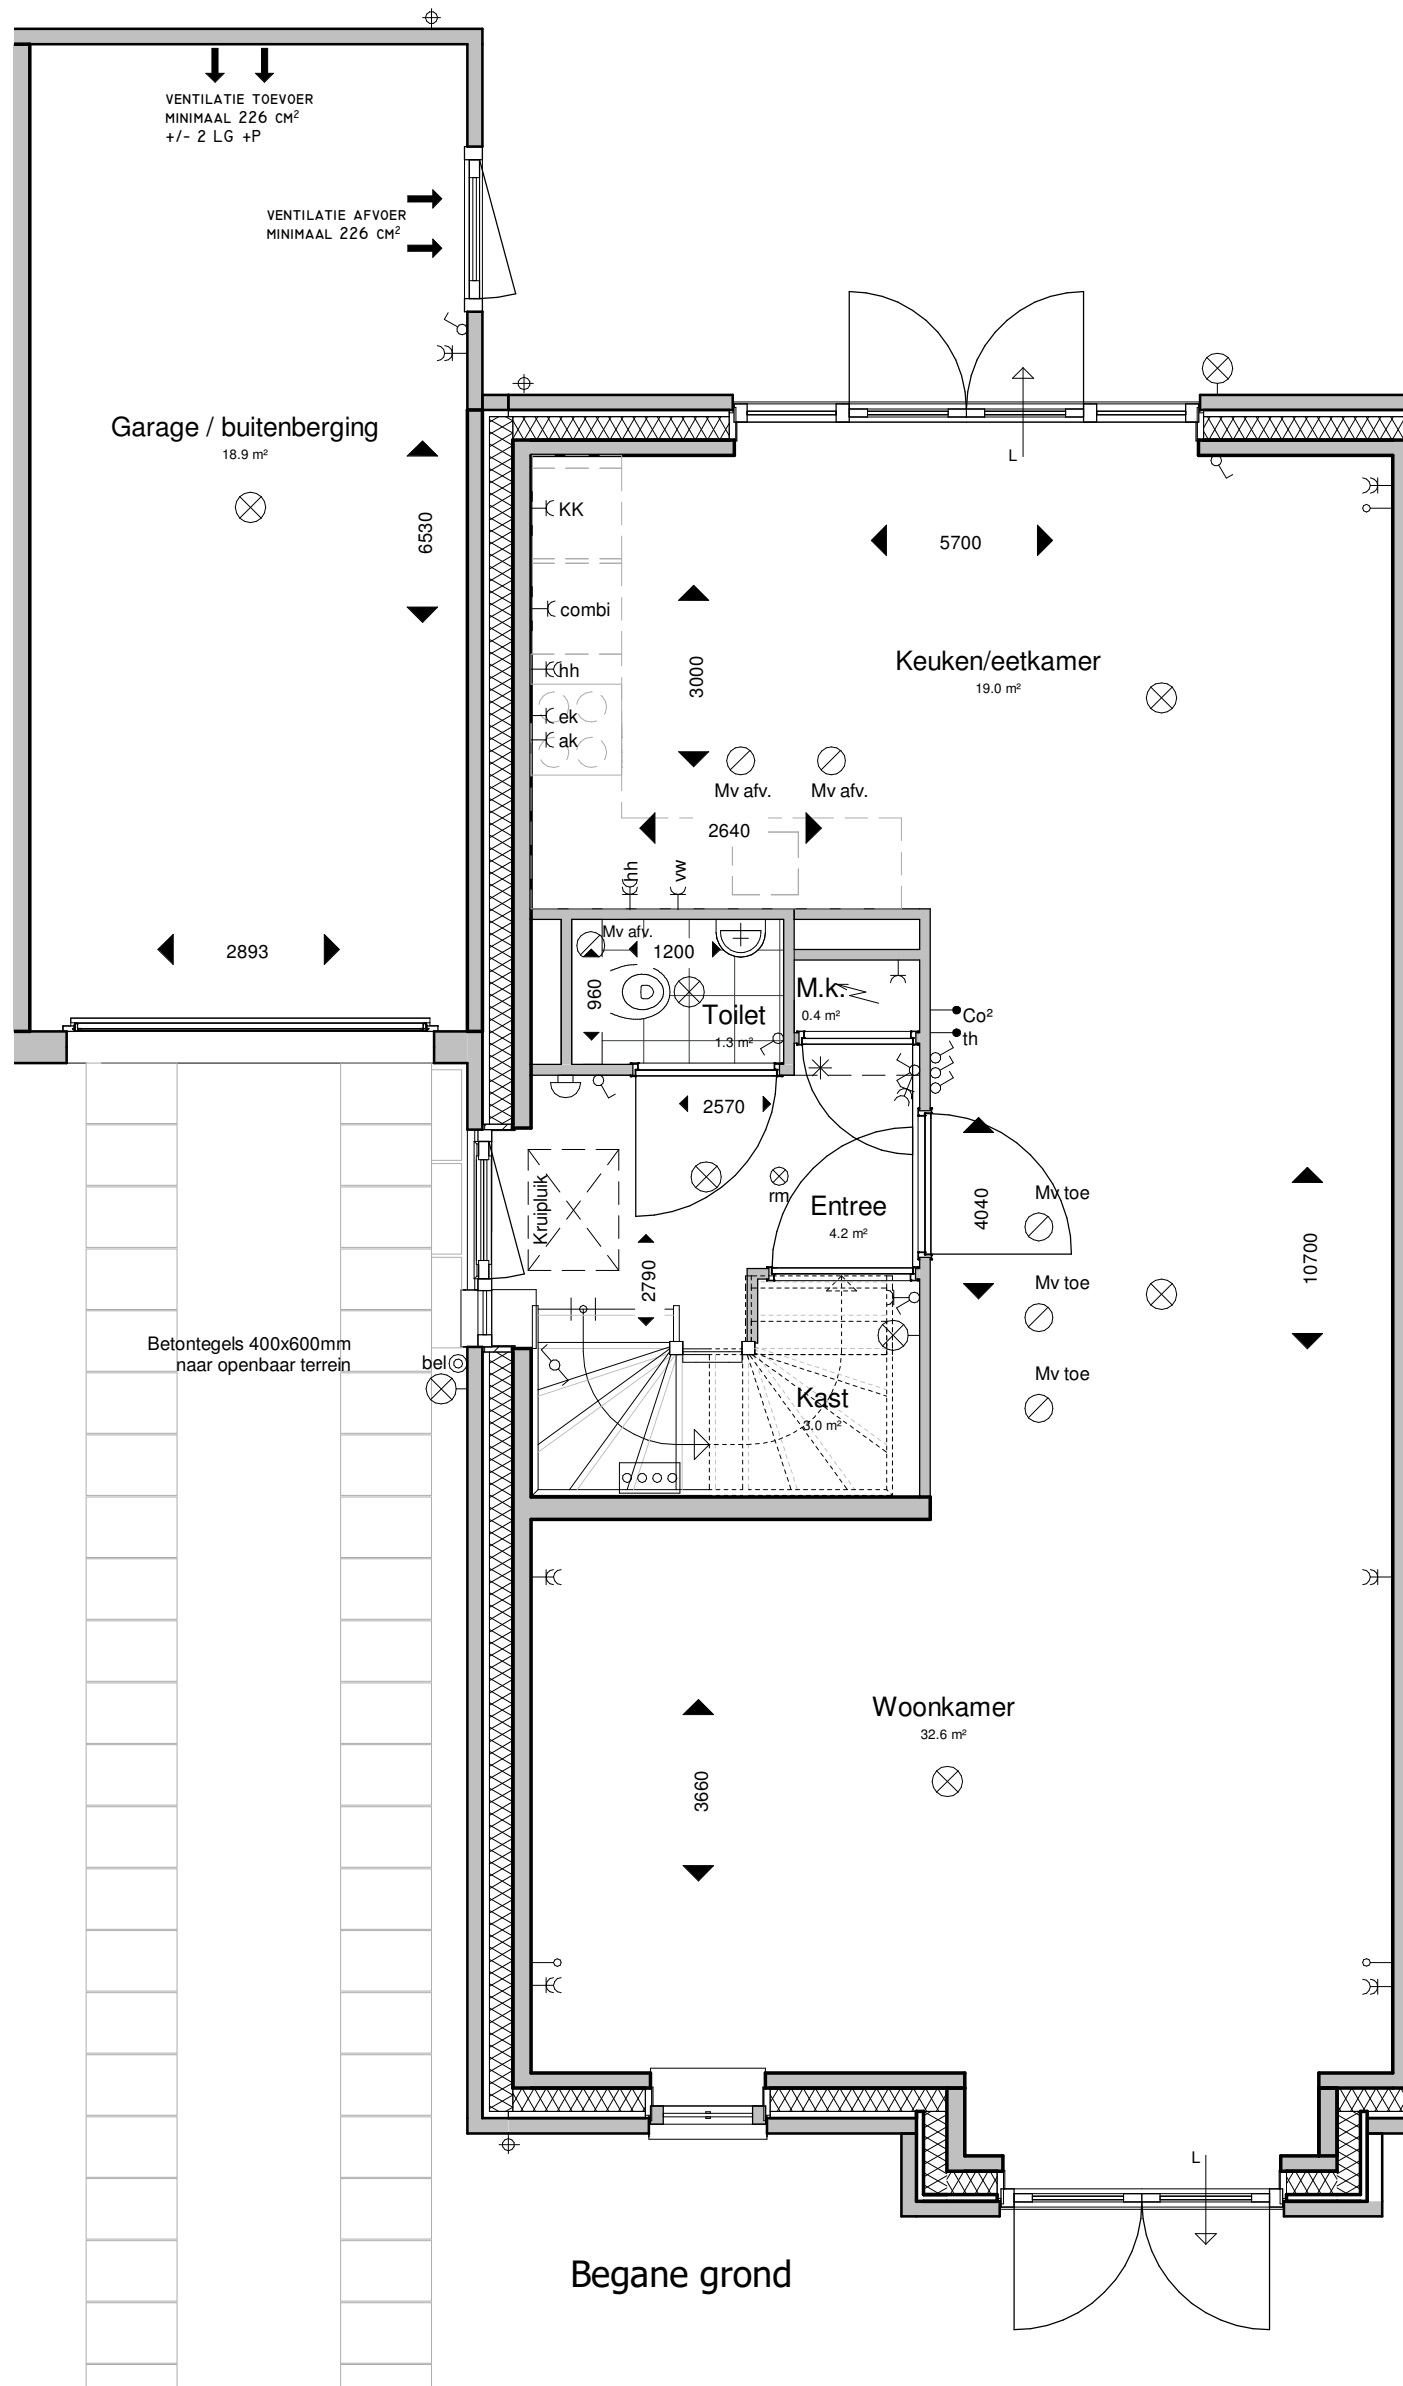 VENTILATIE TOEVOER
MINIMAAL 226 CM²
+/- 2 LG +P
VENTILATIE AFVOER
MINIMAAL 226 CM²
Garage / buitenberging
18.9 m²
6530
2893
L
KK
combi
hh
ek
ak
5700
3000
Keuken/eetkamer
19.0 m²
Mv afv.
Mv afv.
2640
hh
vw
Mv afv.
1200
960
Toilet
1.3 m²
M.k.
0.4 m²
Co²
th
2570
Kruipluik
rm
Entree
4.2 m²
4040
Mv toe
Mv toe
Mv toe
10700
2790
Betontegels 400x600mm
naar openbaar terrein
bel
Kast
3.0 m²
Woonkamer
32.6 m²
3660
L
Begane grond